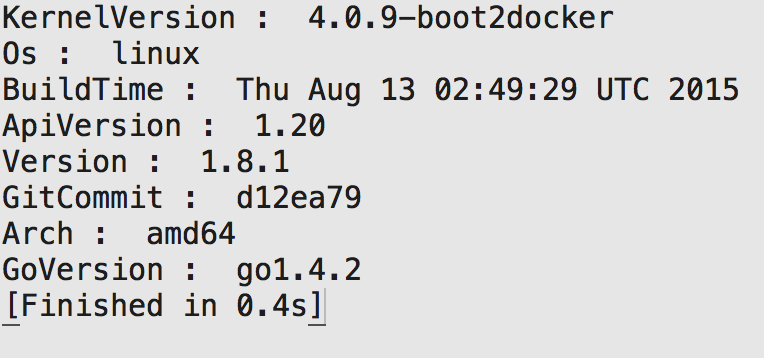 KernelVersion :  4.0.9-boot2docker
Os :  linux
BuildTime :  Thu Aug 13 02:49:29 UTC 2015
ApiVersion :  1.20
Version :  1.8.1
GitCommit :  d12ea79
Arch :  amd64
GoVersion :  go1.4.2
[Finished in 0.4s]